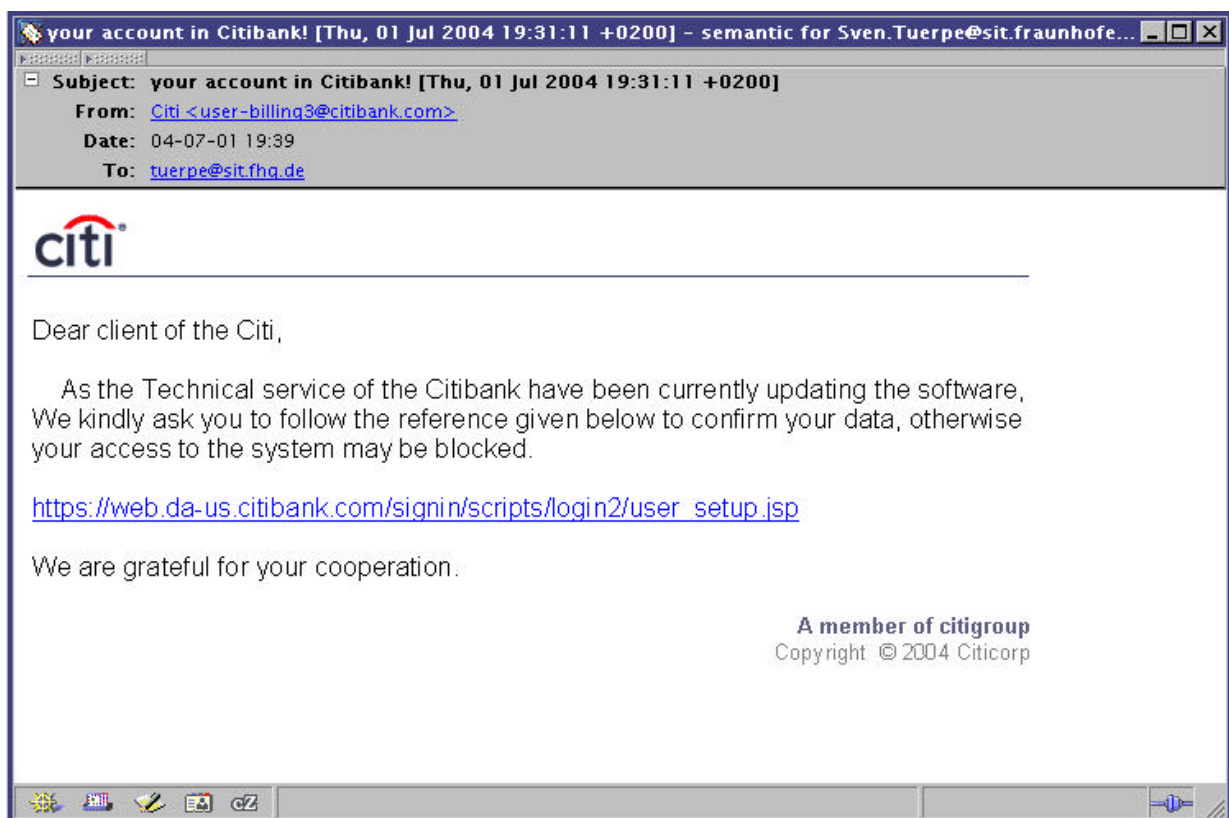 your account in Citibank! [Thu, 01 Jul 2004 19:31:11 +0200] – semantic for Sven.Tuerpe@sit.fraunhofe...
Subject: your account in Citibank! [Thu, 01 Jul 2004 19:31:11 +0200]
From: Citi <user-billing3@citibank.com>
Date: 04-07-01 19:39
To: tuerpe@sit.fhg.de
citi®
Dear client of the Citi,
As the Technical service of the Citibank have been currently updating the software,
We kindly ask you to follow the reference given below to confirm your data, otherwise
your access to the system may be blocked.
https://web.da-us.citibank.com/signin/scripts/login2/user_setup.jsp
We are grateful for your cooperation.
A member of citigroup
Copyright © 2004 Citicorp